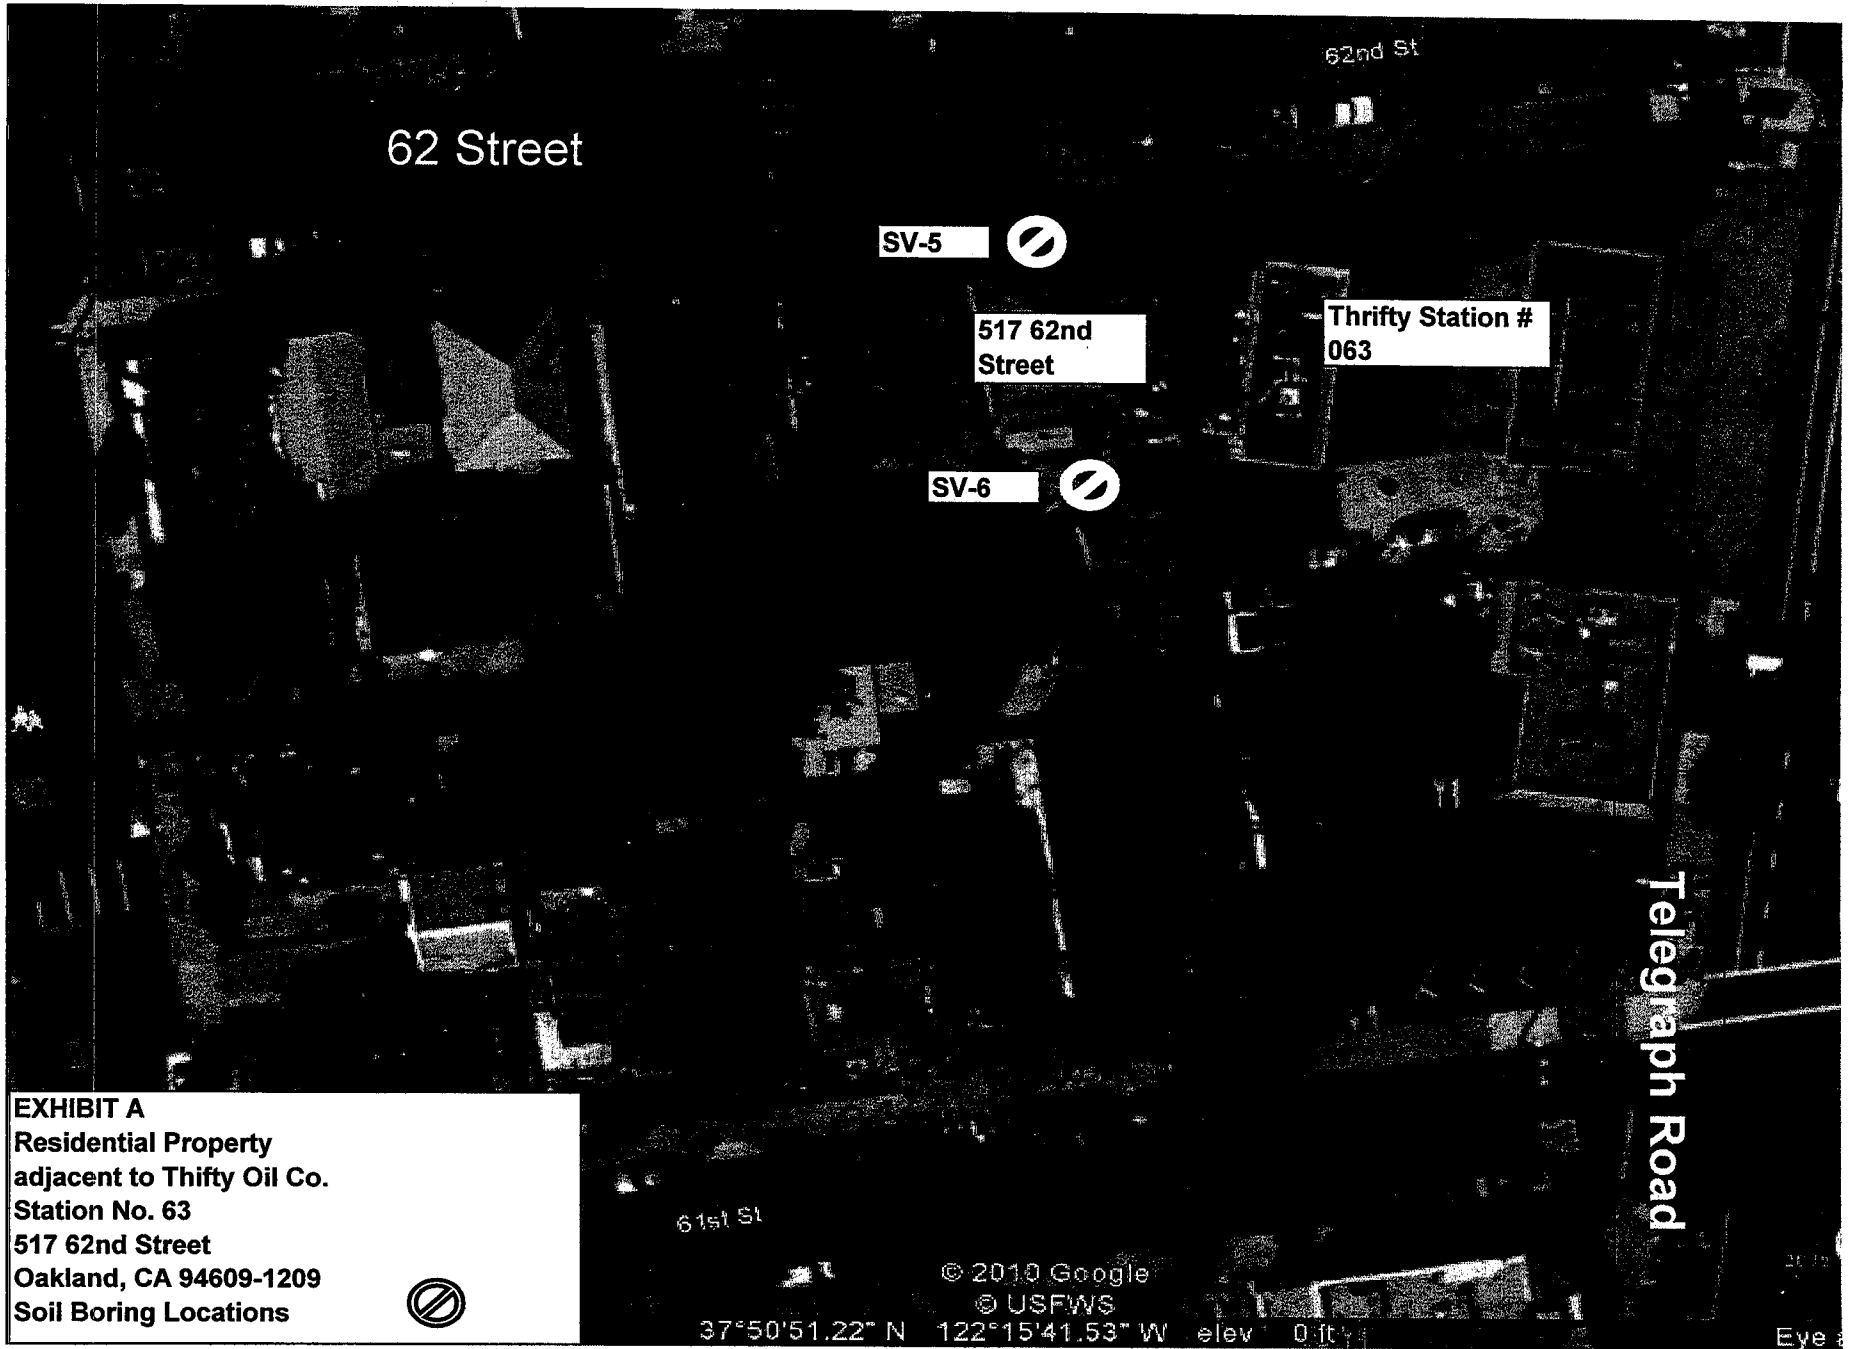 62nd St
62 Street
SV-5
517 62nd
Street
Thrifty Station #
063
SV-6
Telegraph Road
EXHIBIT A
Residential Property
adjacent to Thifty Oil Co.
Station No. 63
517 62nd Street
Oakland, CA 94609-1209
Soil Boring Locations
61st St
© 2010 Google
© USFWS
37°50'51.22" N 122°15'41.53" W elev 0 ft
Eye